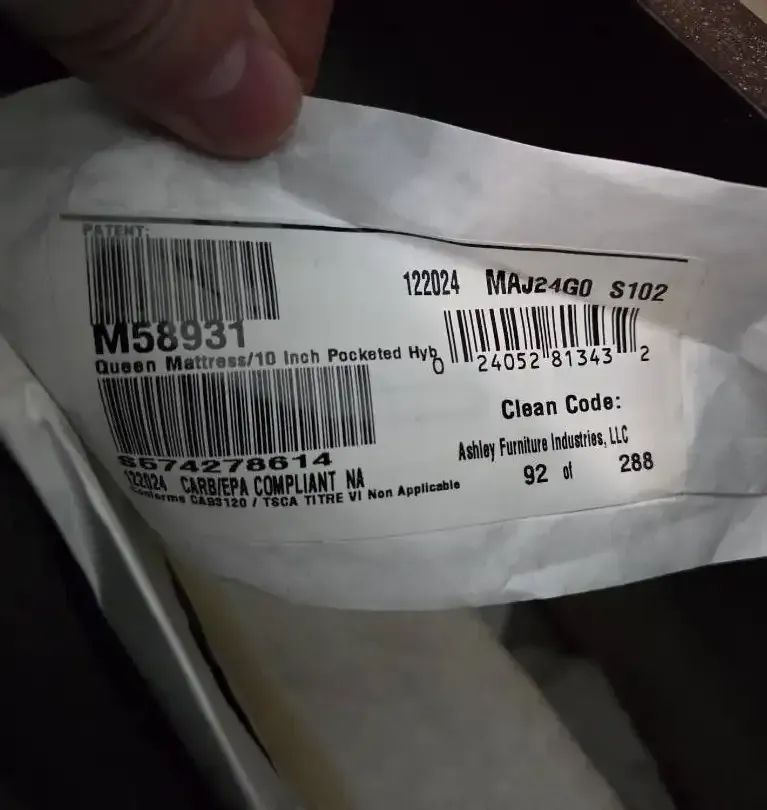 PATENT:
M58931
Queen Mattress/10 Inch Pocketed Hyb
S574278614
122024 CARB/EPA COMPLIANT NA
Conforms CAB3120 / TSCA TITRE VI Non Applicable
122024 MAJ24G0 S102
0 24052 81343 2
Clean Code:
Ashley Furniture Industries, LLC
92 of 288